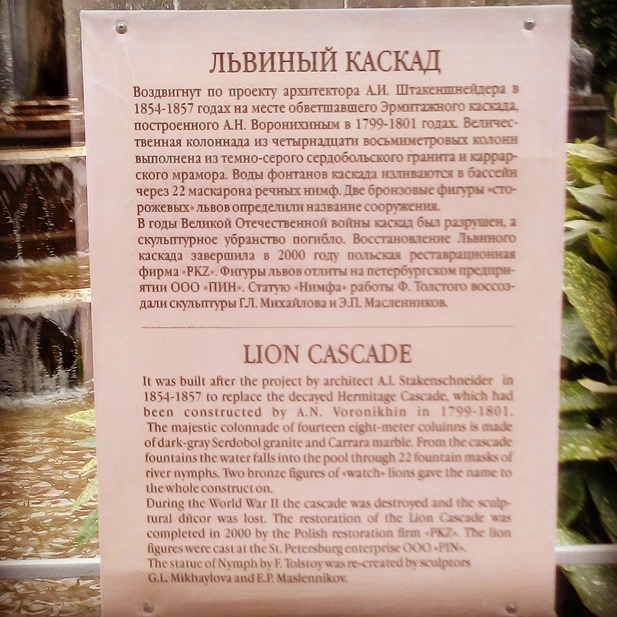 ЛЬВИНЫЙ КАСКАД
Воздвигнут по проекту архитектора А.И. Штакеншнейдера в
1854-1857 годах на месте обветшавшего Эрмитажного каскада,
построенного А.Н. Воронихиным в 1799-1801 годах. Величес-
твенная колоннада из четырнадцати восьмиметровых колонн
выполнена из темно-серого сердобольского гранита и каррар-
ского мрамора. Воды фонтанов каскада изливаются в бассейн
через 22 маскарона речных нимф. Две бронзовые фигуры «сто-
рожевых» львов определили название сооружения.
В годы Великой Отечественной войны каскад был разрушен, а
скульптурное убранство погибло. Восстановление Львиного
каскада завершила в 2000 году польская реставрационная
фирма «PKZ». Фигуры львов отлиты на петербургском предпри-
ятии ООО «ПИН». Статую «Нимфа» работы Ф. Толстого воссоз-
дали скульптуры Г.Л. Михайлова и Э.П. Масленников.
LION CASCADE
It was built after the project by architect A.I. Stakenschneider in
1854-1857 to replace the decayed Hermitage Cascade, which had
been constructed by A.N. Voronikhin in 1799-1801.
The majestic colonnade of fourteen eight-meter coluinns is made
of dark-gray Serdobol granite and Carrara marble. From the cascade
fountains the water falls into the pool through 22 fountain masks of
river nymphs. Two bronze figures of «watch» lions gave the name to
the whole construct on.
During the World War II the cascade was destroyed and the sculp-
tural dйcor was lost. The restoration of the Lion Cascade was
completed in 2000 by the Polish restoration firm «PKZ». The lion
figures were cast at the St. Petersburg enterprise OOO «PIN».
The statue of Nymph by F. Tolstoy was re-created by sculptors
G.L. Mikhaylova and E.P. Maslennikov.